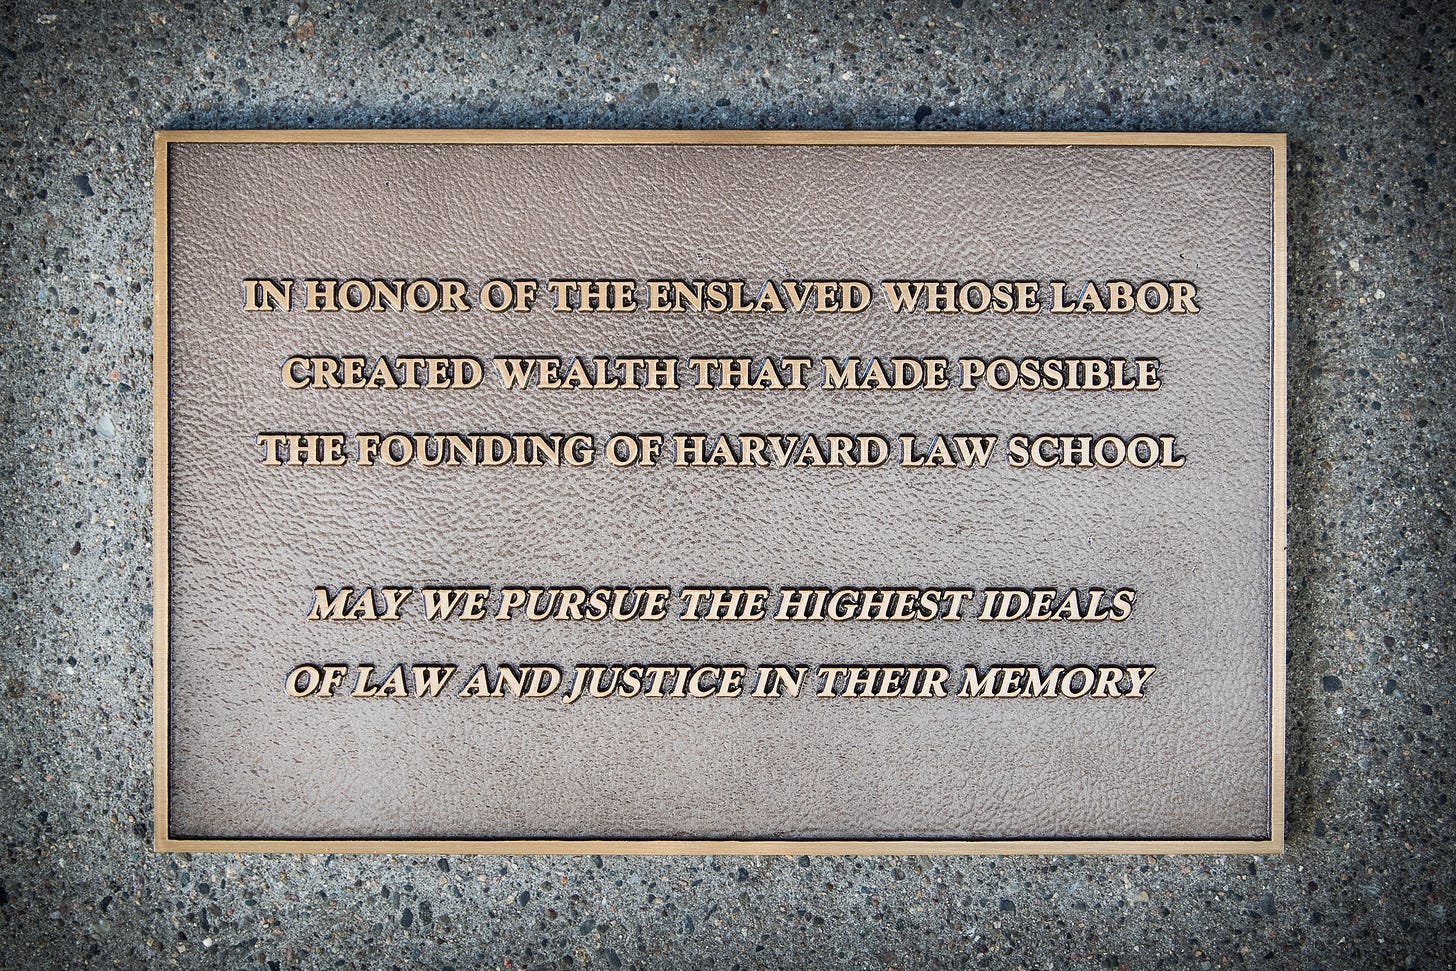 IN HONOR OF THE ENSLAVED WHOSE LABOR
CREATED WEALTH THAT MADE POSSIBLE
THE FOUNDING OF HARVARD LAW SCHOOL
MAY WE PURSUE THE HIGHEST IDEALS
OF LAW AND JUSTICE IN THEIR MEMORY